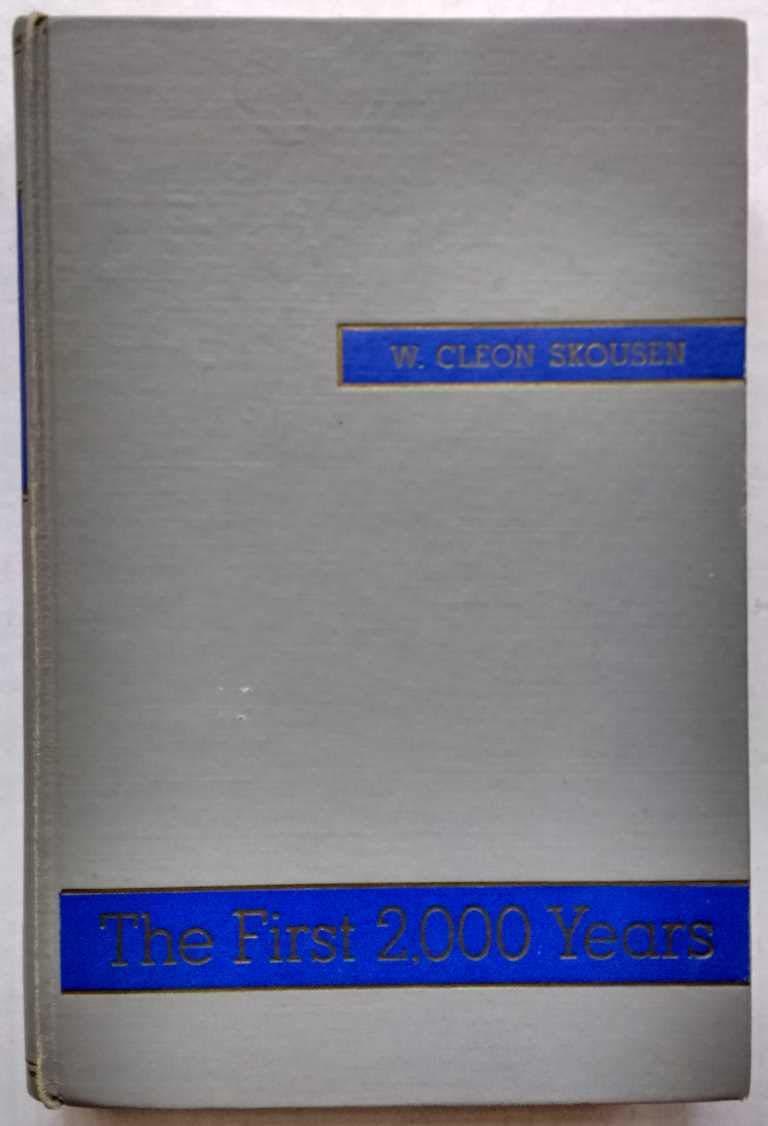 W. CLEON SKOUSEN
The First 2,000 Years